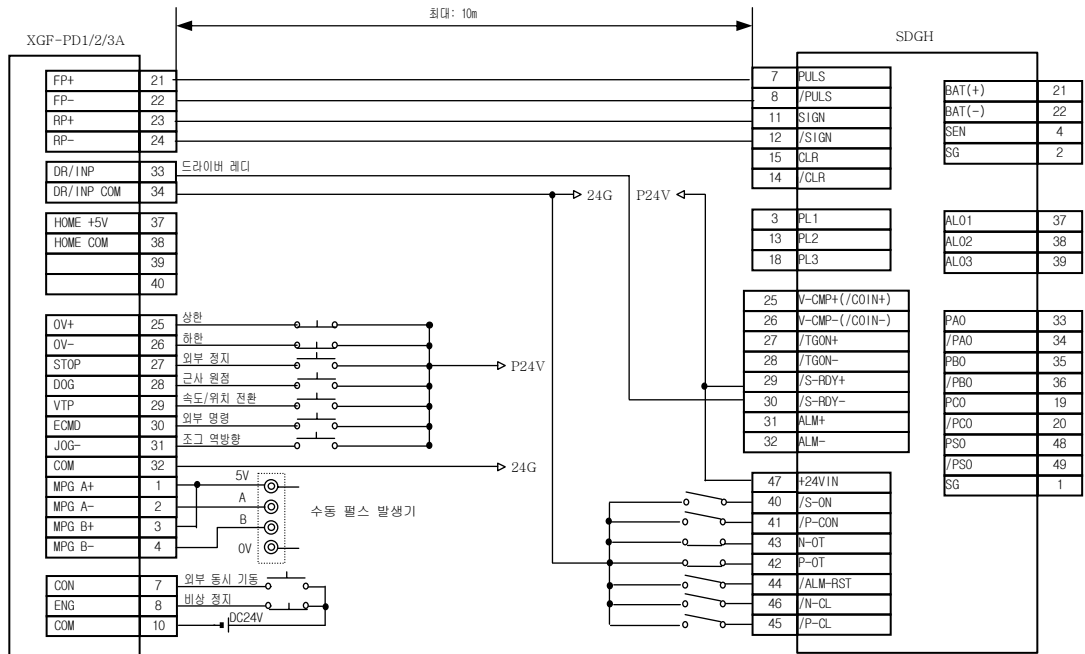 최대: 10m
XGF-PD1/2/3A
SDGH
FP+ 21
FP- 22
RP+ 23
RP- 24
DR/INP 33 드라이버 레디
DR/INP COM 34
24G
P24V
HOME +5V 37
HOME COM 38
39
40
OV+ 25 상한
OV- 26 하한
STOP 27 외부 정지
DOG 28 근사 원점
VTP 29 속도/위치 전환
ECMD 30 외부 명령
JOG- 31 조그 역방향
COM 32
P24V
24G
MPG A+ 1
MPG A- 2
MPG B+ 3
MPG B- 4
5V
A
B
0V
수동 펄스 발생기
CON 7 외부 동시 기동
ENG 8 비상 정지
COM 10
DC24V
7 PULS
8 /PULS
11 SIGN
12 /SIGN
15 CLR
14 /CLR
3 PL1
13 PL2
18 PL3
25 V-CMP+(/COIN+)
26 V-CMP-(/COIN-)
27 /TGON+
28 /TGON-
29 /S-RDY+
30 /S-RDY-
31 ALM+
32 ALM-
47 +24VIN
40 /S-ON
41 /P-CON
43 N-OT
42 P-OT
44 /ALM-RST
46 /N-CL
45 /P-CL
BAT(+) 21
BAT(-) 22
SEN 4
SG 2
ALO1 37
ALO2 38
ALO3 39
PAO 33
/PAO 34
PBO 35
/PBO 36
PCO 19
/PCO 20
PSO 48
/PSO 49
SG 1